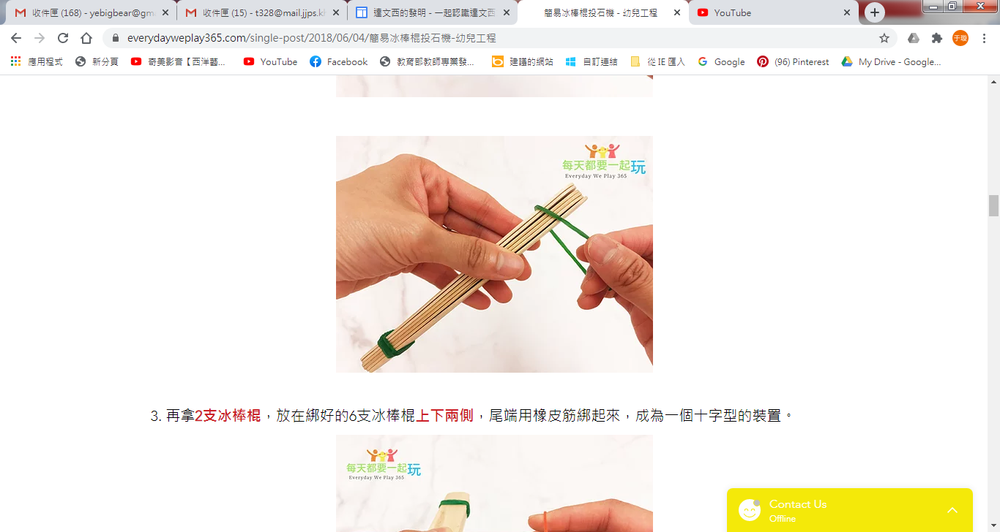 收件匣 (168) - yebigbear@gm
收件匣 (15) - t328@mail.jjps.kh
達文西的發明 - 一起認識達文西
簡易冰棒棍投石機 - 幼兒工程
YouTube
everydayweplay365.com/single-post/2018/06/04/簡易冰棒棍投石機-幼兒工程
于璇
應用程式
新分頁
奇美影音【西洋藝...
YouTube
Facebook
教育部教師專業發...
建議的網站
自訂連結
從 IE 匯入
Google
(96) Pinterest
My Drive - Google...
每天都要一起玩
Everyday We Play 365
3. 再拿2支冰棒棍，放在綁好的6支冰棒棍上下兩側，尾端用橡皮筋綁起來，成為一個十字型的裝置。
每天都要一起玩
Everyday We Play 365
Contact Us
Offline